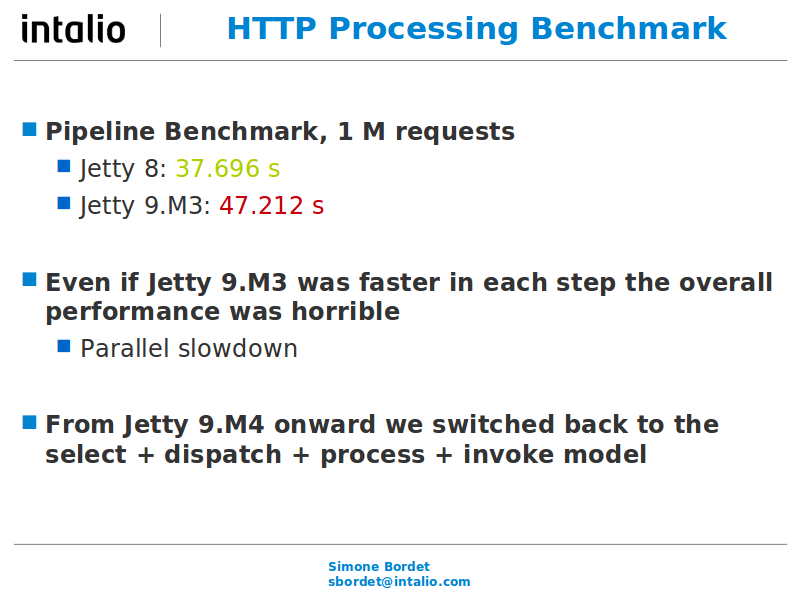 intalio
HTTP Processing Benchmark
Pipeline Benchmark, 1 M requests
Jetty 8: 37.696 s
Jetty 9.M3: 47.212 s
Even if Jetty 9.M3 was faster in each step the overall
performance was horrible
Parallel slowdown
From Jetty 9.M4 onward we switched back to the
select + dispatch + process + invoke model
Simone Bordet
sbordet@intalio.com